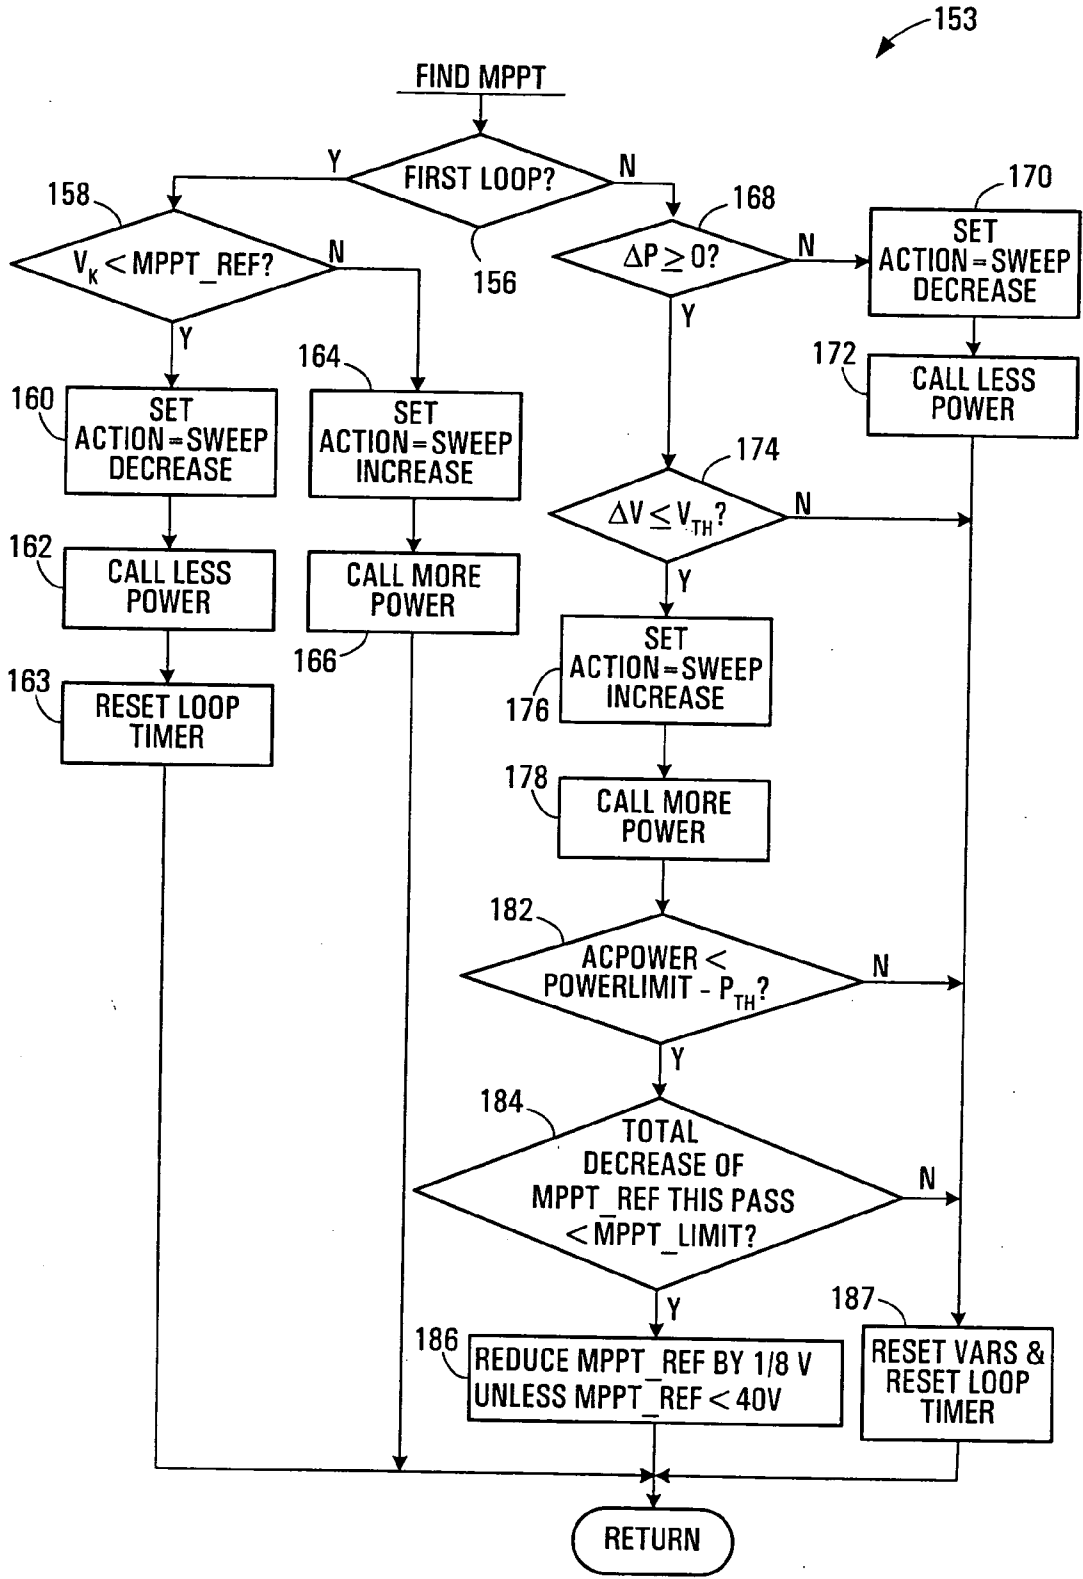 153
FIND MPPT
FIRST LOOP?
Y
N
156
158
V_K < MPPT_REF?
N
Y
168
ΔP ≥ 0?
N
Y
170
SET
ACTION=SWEEP
DECREASE
172
CALL LESS
POWER
160
SET
ACTION=SWEEP
DECREASE
164
SET
ACTION=SWEEP
INCREASE
162
CALL LESS
POWER
166
CALL MORE
POWER
163
RESET LOOP
TIMER
174
ΔV ≤ V_TH?
N
Y
176
SET
ACTION=SWEEP
INCREASE
178
CALL MORE
POWER
182
ACPOWER <
POWERLIMIT - P_TH?
N
Y
184
TOTAL
DECREASE OF
MPPT_REF THIS PASS
< MPPT_LIMIT?
N
Y
186
REDUCE MPPT_REF BY 1/8 V
UNLESS MPPT_REF < 40V
187
RESET VARS &
RESET LOOP
TIMER
RETURN